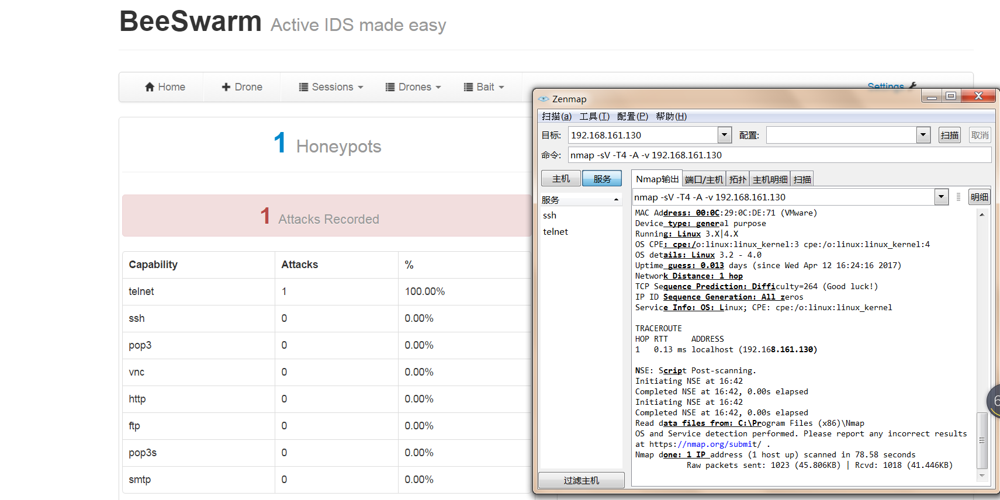 BeeSwarm Active IDS made easy
Home Drone Sessions Drones Bait Settings
1 Honeypots
1 Attacks Recorded
Capability Attacks %
telnet 1 100.00%
ssh 0 0.00%
pop3 0 0.00%
vnc 0 0.00%
http 0 0.00%
ftp 0 0.00%
pop3s 0 0.00%
smtp 0 0.00%
Zenmap
扫描(a) 工具(T) 配置(P) 帮助(H)
目标: 192.168.161.130 配置: 扫描 取消
命令: nmap -sV -T4 -A -v 192.168.161.130
主机 服务
服务
ssh
telnet
过滤主机
Nmap输出 端口/主机 拓扑 主机明细 扫描
nmap -sV -T4 -A -v 192.168.161.130 明细
MAC Address: 00:0C:29:0C:DE:71 (VMware)
Device type: general purpose
Running: Linux 3.X|4.X
OS CPE: cpe:/o:linux:linux_kernel:3 cpe:/o:linux:linux_kernel:4
OS details: Linux 3.2 - 4.0
Uptime guess: 0.013 days (since Wed Apr 12 16:24:16 2017)
Network Distance: 1 hop
TCP Sequence Prediction: Difficulty=264 (Good luck!)
IP ID Sequence Generation: All zeros
Service Info: OS: Linux; CPE: cpe:/o:linux:linux_kernel
TRACEROUTE
HOP RTT ADDRESS
1 0.13 ms localhost (192.168.161.130)
NSE: Script Post-scanning.
Initiating NSE at 16:42
Completed NSE at 16:42, 0.00s elapsed
Initiating NSE at 16:42
Completed NSE at 16:42, 0.00s elapsed
Read data files from: C:\Program Files (x86)\Nmap
OS and Service detection performed. Please report any incorrect results
at https://nmap.org/submit/ .
Nmap done: 1 IP address (1 host up) scanned in 78.58 seconds
Raw packets sent: 1023 (45.806KB) | Rcvd: 1018 (41.446KB)
6